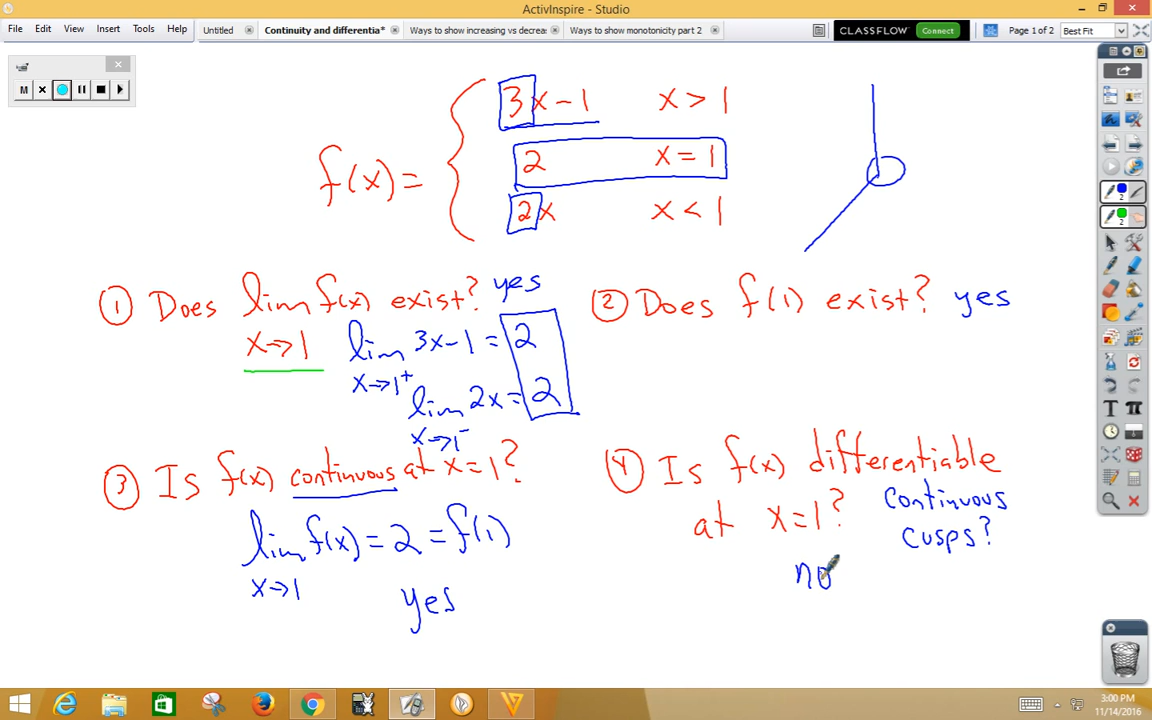 ActivInspire - Studio
File Edit View Insert Tools Help
Untitled
Continuity and differentia*
Ways to show increasing vs decreas
Ways to show monotonicity part 2
CLASSFLOW Connect
Page 1 of 2
Best Fit
M
f(x) = { 3x-1 x > 1
2 x = 1
2x x < 1
① Does lim f(x) exist? yes
x→1
lim 3x-1 = 2
x→1⁺
lim 2x = 2
x→1⁻
② Does f(1) exist? yes
③ Is f(x) continuous at x=1?
lim f(x) = 2 = f(1)
x→1
yes
④ Is f(x) differentiable
at x=1?
continuous
cusps?
no
2
2
T π
3:00 PM
11/14/2016